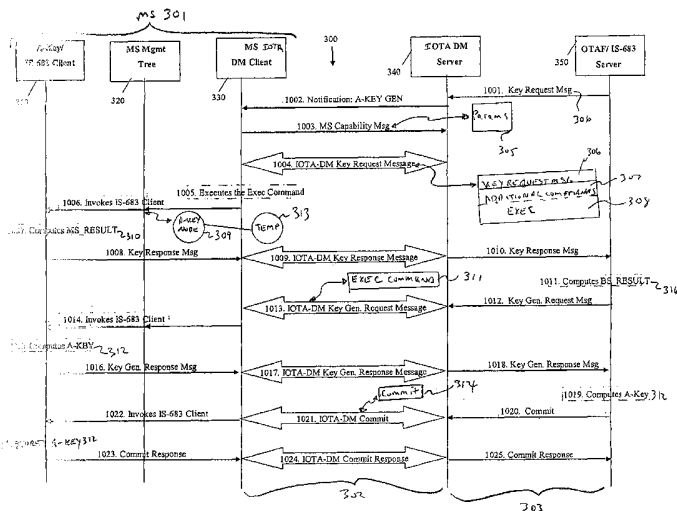 MS 301
A-Key/
IS-683 Client
MS Mgmt
Tree
MS IOTA
DM Client
300
IOTA DM
Server
OTAF/ IS-683
Server
320
330
340
350
1001. Key Request Msg
306
1002. Notification: A-KEY GEN
1003. MS Capability Msg
Params
305
306
1004. IOTA-DM Key Request Message
KEY REQUEST MSG
307
ADDITIONAL COMMANDS
EXEC
308
1005. Executes the Exec Command
1006. Invokes IS-683 Client
A-KEY
NODE
309
TEMP
313
Computes MS_RESULT
310
1008. Key Response Msg
1009. IOTA-DM Key Response Message
1010. Key Response Msg
EXEC COMMAND
311
1011. Computes BS_RESULT
316
1012. Key Gen. Request Msg
1013. IOTA-DM Key Gen. Request Message
1014. Invokes IS-683 Client
Computes A-KEY
312
1016. Key Gen. Response Msg
1017. IOTA-DM Key Gen. Response Message
1018. Key Gen. Response Msg
Commit
314
1019. Computes A-Key 312
1020. Commit
1021. IOTA-DM Commit
1022. Invokes IS-683 Client
A-KEY 312
1023. Commit Response
1024. IOTA-DM Commit Response
1025. Commit Response
302
303